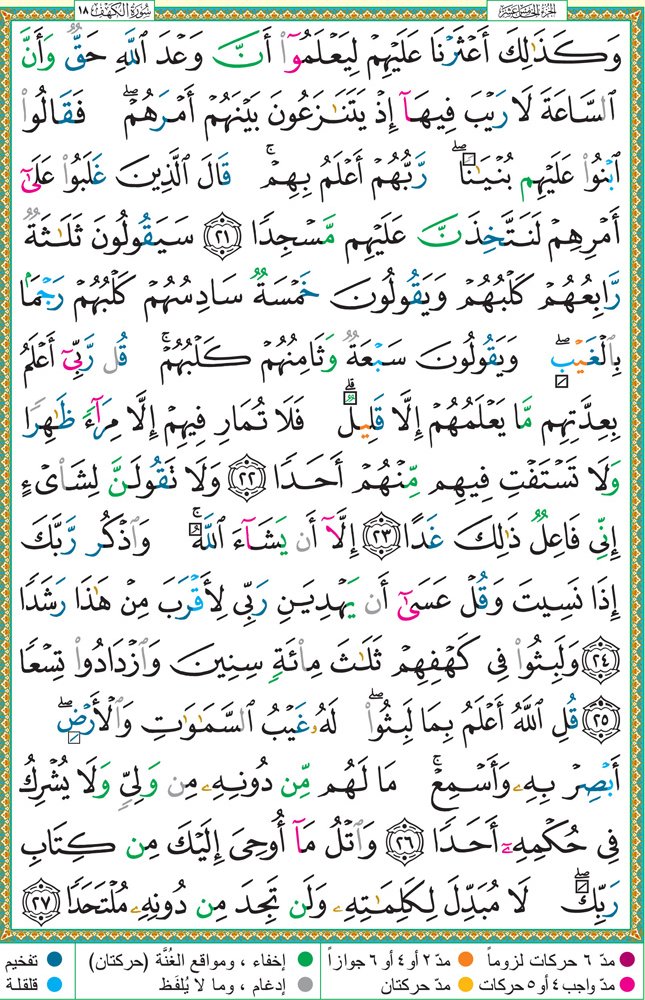 الجزء الخامس عشر
سورة الكهف ١٨
وَكَذَٰلِكَ أَعْثَرْنَا عَلَيْهِمْ لِيَعْلَمُوٓا۟ أَنَّ وَعْدَ ٱللَّهِ حَقٌّ وَأَنَّ
ٱلسَّاعَةَ لَا رَيْبَ فِيهَآ إِذْ يَتَنَٰزَعُونَ بَيْنَهُمْ أَمْرَهُمْ ۖ فَقَالُوا۟
ٱبْنُوا۟ عَلَيْهِم بُنْيَٰنًا ۖ رَّبُّهُمْ أَعْلَمُ بِهِمْ ۚ قَالَ ٱلَّذِينَ غَلَبُوا۟ عَلَىٰٓ
أَمْرِهِمْ لَنَتَّخِذَنَّ عَلَيْهِم مَّسْجِدًا ٢١ سَيَقُولُونَ ثَلَٰثَةٌ
رَّابِعُهُمْ كَلْبُهُمْ وَيَقُولُونَ خَمْسَةٌ سَادِسُهُمْ كَلْبُهُمْ رَجْمًۢا
بِٱلْغَيْبِ ۖ وَيَقُولُونَ سَبْعَةٌ وَثَامِنُهُمْ كَلْبُهُمْ ۚ قُل رَّبِّىٓ أَعْلَمُ
بِعِدَّتِهِم مَّا يَعْلَمُهُمْ إِلَّا قَلِيلٌ ۗ فَلَا تُمَارِ فِيهِمْ إِلَّا مِرَآءً ظَٰهِرًا
وَلَا تَسْتَفْتِ فِيهِم مِّنْهُمْ أَحَدًا ٢٢ وَلَا تَقُولَنَّ لِشَا۟ىْءٍ
إِنِّى فَاعِلٌ ذَٰلِكَ غَدًا ٢٣ إِلَّآ أَن يَشَآءَ ٱللَّهُ ۚ وَٱذْكُر رَّبَّكَ
إِذَا نَسِيتَ وَقُلْ عَسَىٰٓ أَن يَهْدِيَنِ رَبِّى لِأَقْرَبَ مِنْ هَٰذَا رَشَدًا
٢٤ وَلَبِثُوا۟ فِى كَهْفِهِمْ ثَلَٰثَ مِا۟ئَةٍ سِنِينَ وَٱزْدَادُوا۟ تِسْعًا
٢٥ قُلِ ٱللَّهُ أَعْلَمُ بِمَا لَبِثُوا۟ ۖ لَهُۥ غَيْبُ ٱلسَّمَٰوَٰتِ وَٱلْأَرْضِ ۖ
أَبْصِرْ بِهِۦ وَأَسْمِعْ ۚ مَا لَهُم مِّن دُونِهِۦ مِن وَلِىٍّ وَلَا يُشْرِكُ
فِى حُكْمِهِۦٓ أَحَدًا ٢٦ وَٱتْلُ مَآ أُوحِىَ إِلَيْكَ مِن كِتَابِ
رَبِّكَ ۖ لَا مُبَدِّلَ لِكَلِمَٰتِهِۦ وَلَن تَجِدَ مِن دُونِهِۦ مُلْتَحَدًا ٢٧
مدّ ٦ حركات لزوماً مدّ ٢ أو ٤ أو ٦ جوازاً إخفاء ، ومواقع الغُنَّة (حركتان) تفخيم
مدّ واجب ٤ أو ٥ حركات مدّ حركتان إدغام ، وما لا يُلفَظ قلقلة